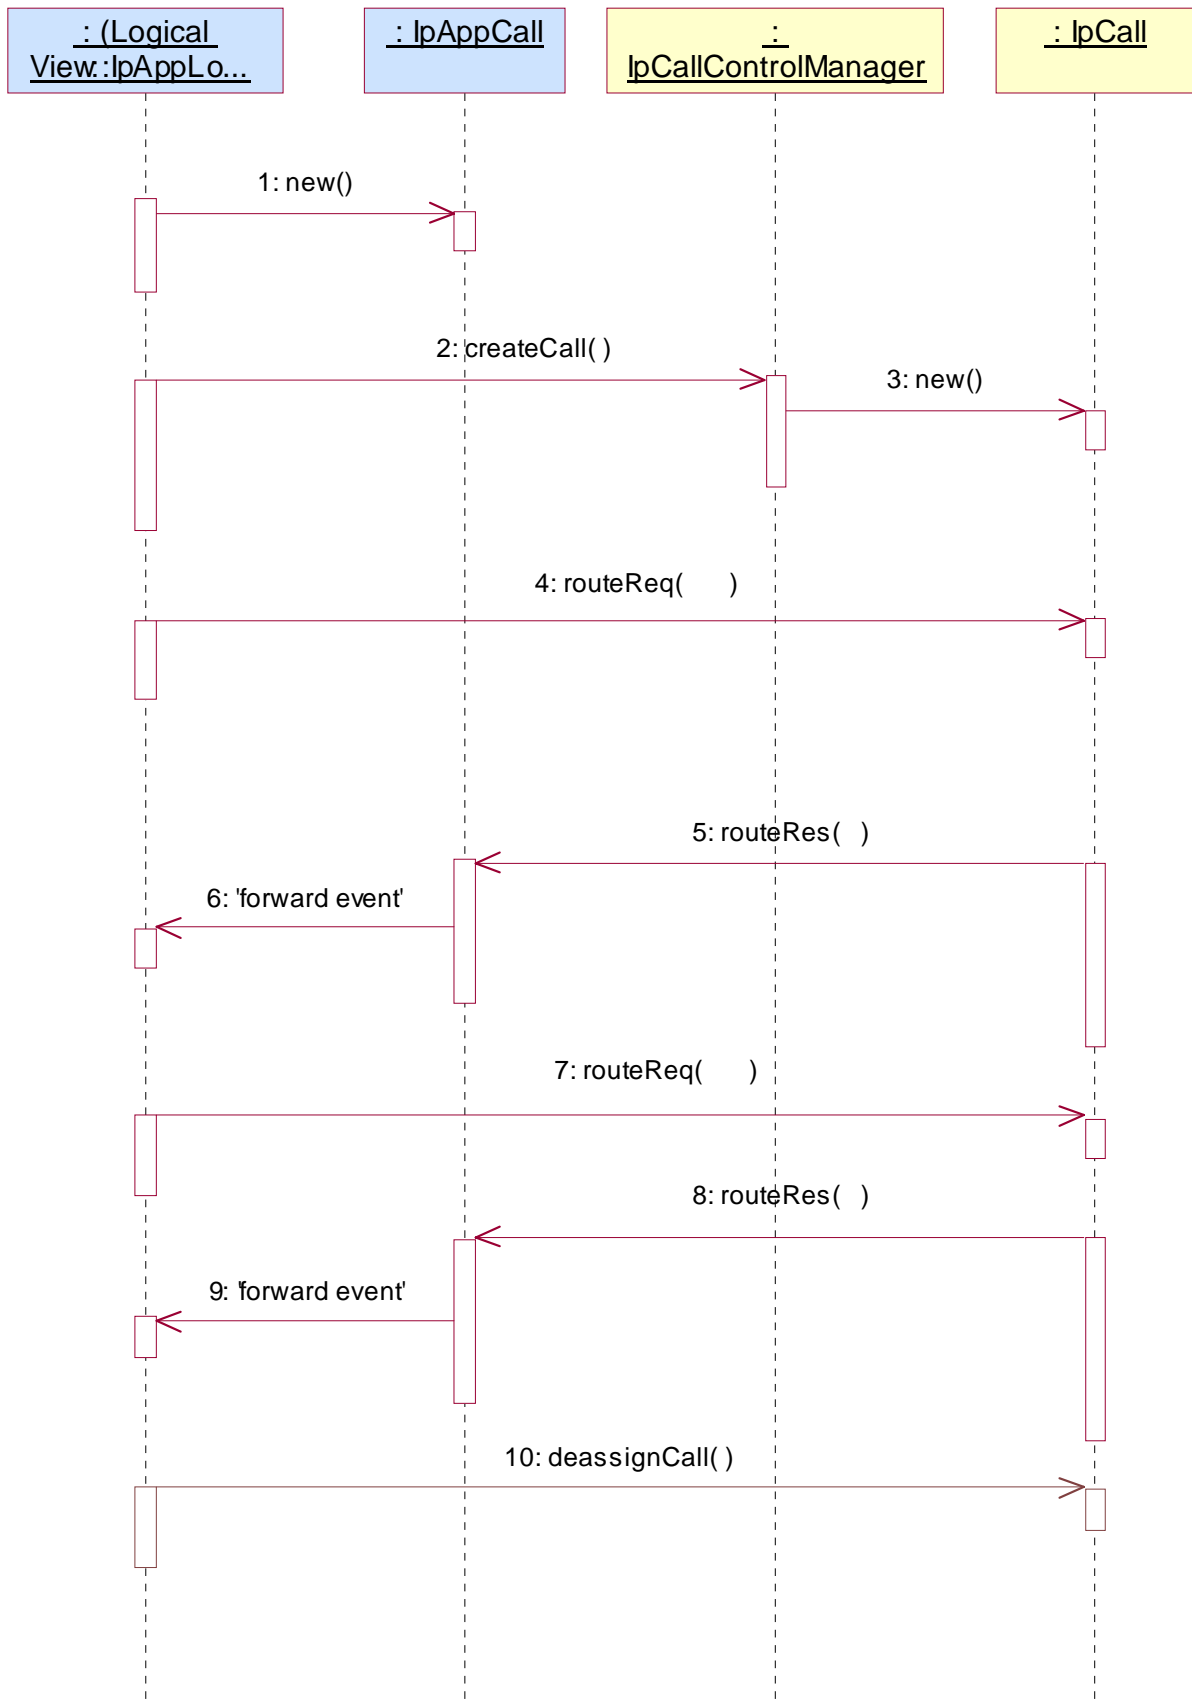 : (Logical
View::IpAppLo...
: IpAppCall
:
IpCallControlManager
: IpCall
1: new()
2: createCall( )
3: new()
4: routeReq( )
5: routeRes( )
6: 'forward event'
7: routeReq( )
8: routeRes( )
9: 'forward event'
10: deassignCall( )